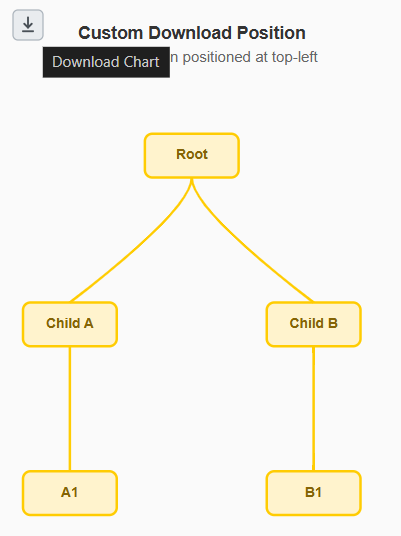 Custom Download Position
Download Chart
positioned at top-left
Root
Child A
Child B
A1
B1